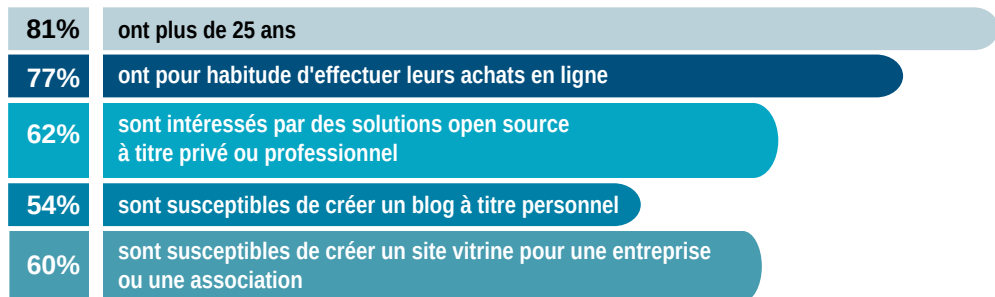 81% ont plus de 25 ans
77% ont pour habitude d'effectuer leurs achats en ligne
62% sont intéressés par des solutions open source
à titre privé ou professionnel
54% sont susceptibles de créer un blog à titre personnel
60% sont susceptibles de créer un site vitrine pour une entreprise
ou une association